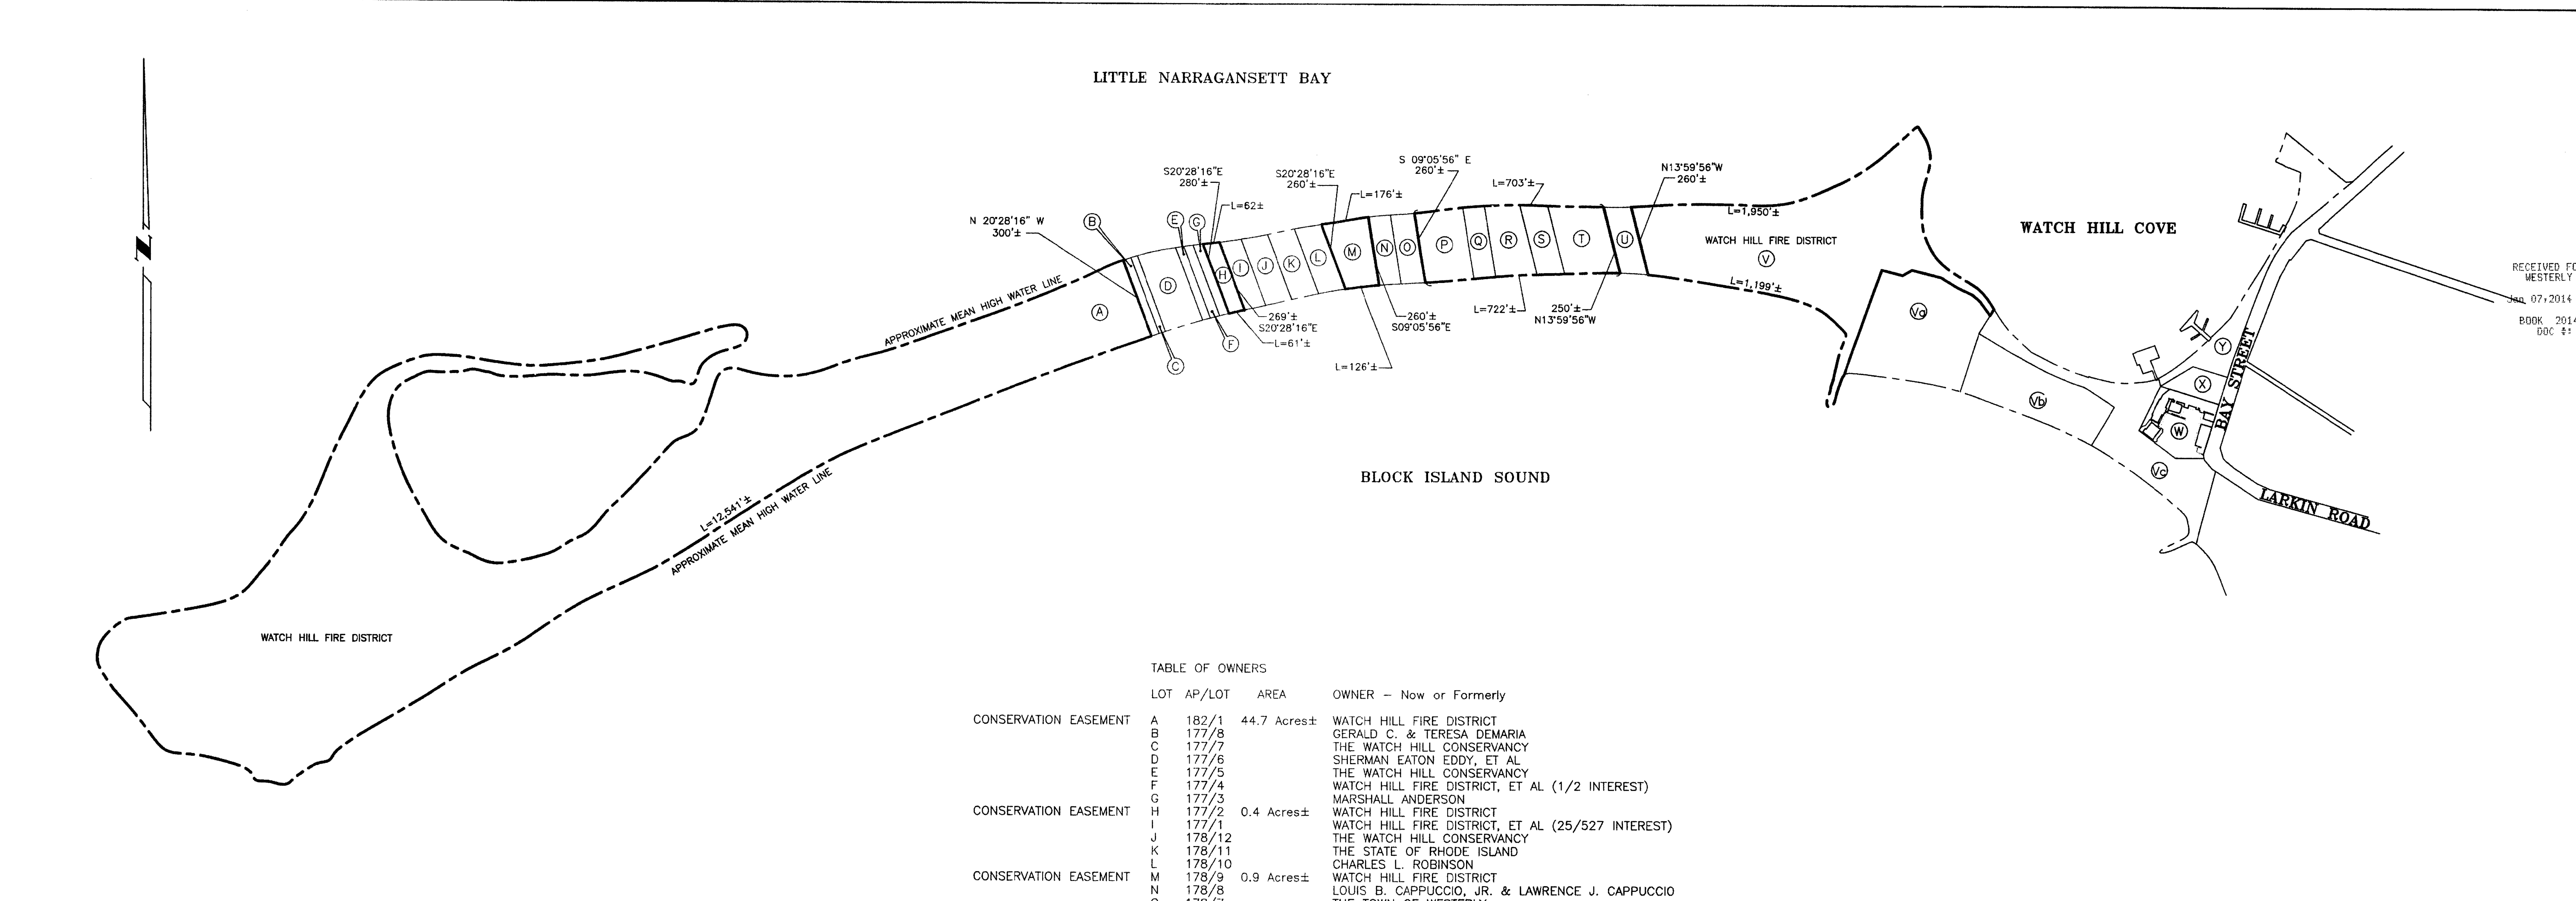 LITTLE NARRAGANSETT BAY
S 09°05'56" E
260'±
S20°28'16"E
280'±
S20°28'16"E
260'±
N13°59'56"W
260'±
L=703'±
L=176'±
L=62±
L=1,950'±
N 20°28'16" W
300'±
B
E
G
WATCH HILL COVE
WATCH HILL FIRE DISTRICT
V
L=1,199'±
A
D
H
I
J
K
L
M
N
O
P
Q
R
S
T
U
Va
APPROXIMATE MEAN HIGH WATER LINE
269'±
S20°28'16"E
L=61'±
260'±
S09°05'56"E
L=722'±
250'±
N13°59'56"W
L=126'±
C
F
N
RECEIVED FO
WESTERLY
Jan 07,2014
BOOK 2014
DOC #:
Y
X
BAY STREET
Vb
W
Vc
LARKIN ROAD
BLOCK ISLAND SOUND
L=12,541'±
APPROXIMATE MEAN HIGH WATER LINE
WATCH HILL FIRE DISTRICT
TABLE OF OWNERS
LOT AP/LOT AREA OWNER – Now or Formerly
CONSERVATION EASEMENT A 182/1 44.7 Acres± WATCH HILL FIRE DISTRICT
B 177/8 GERALD C. & TERESA DEMARIA
C 177/7 THE WATCH HILL CONSERVANCY
D 177/6 SHERMAN EATON EDDY, ET AL
E 177/5 THE WATCH HILL CONSERVANCY
F 177/4 WATCH HILL FIRE DISTRICT, ET AL (1/2 INTEREST)
G 177/3 MARSHALL ANDERSON
CONSERVATION EASEMENT H 177/2 0.4 Acres± WATCH HILL FIRE DISTRICT
I 177/1 WATCH HILL FIRE DISTRICT, ET AL (25/527 INTEREST)
J 178/12 THE WATCH HILL CONSERVANCY
K 178/11 THE STATE OF RHODE ISLAND
L 178/10 CHARLES L. ROBINSON
CONSERVATION EASEMENT M 178/9 0.9 Acres± WATCH HILL FIRE DISTRICT
N 178/8 LOUIS B. CAPPUCCIO, JR. & LAWRENCE J. CAPPUCCIO